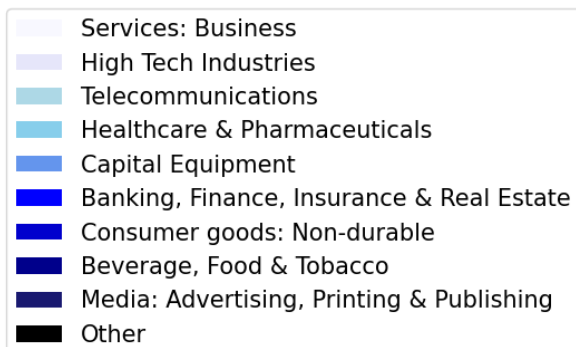 Services: Business
High Tech Industries
Telecommunications
Healthcare & Pharmaceuticals
Capital Equipment
Banking, Finance, Insurance & Real Estate
Consumer goods: Non-durable
Beverage, Food & Tobacco
Media: Advertising, Printing & Publishing
Other